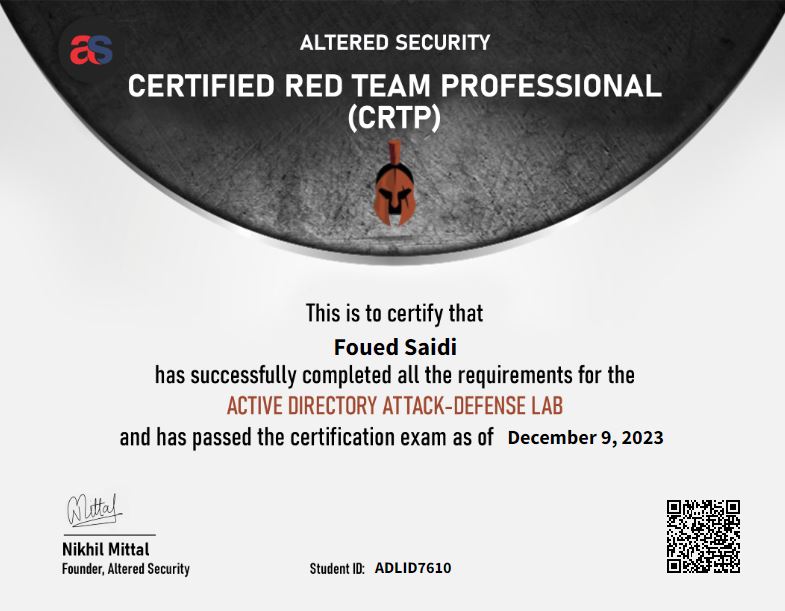 as
ALTERED SECURITY
CERTIFIED RED TEAM PROFESSIONAL
(CRTP)
This is to certify that
Foued Saidi
has successfully completed all the requirements for the
ACTIVE DIRECTORY ATTACK-DEFENSE LAB
and has passed the certification exam as of December 9, 2023
Mittal
Nikhil Mittal
Founder, Altered Security
Student ID: ADLID7610